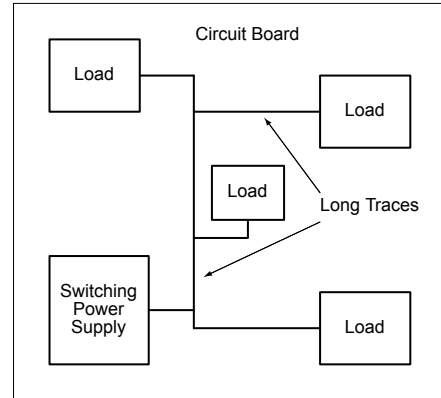 Circuit Board
Load
Load
Load
Long Traces
Switching
Power
Supply
Load